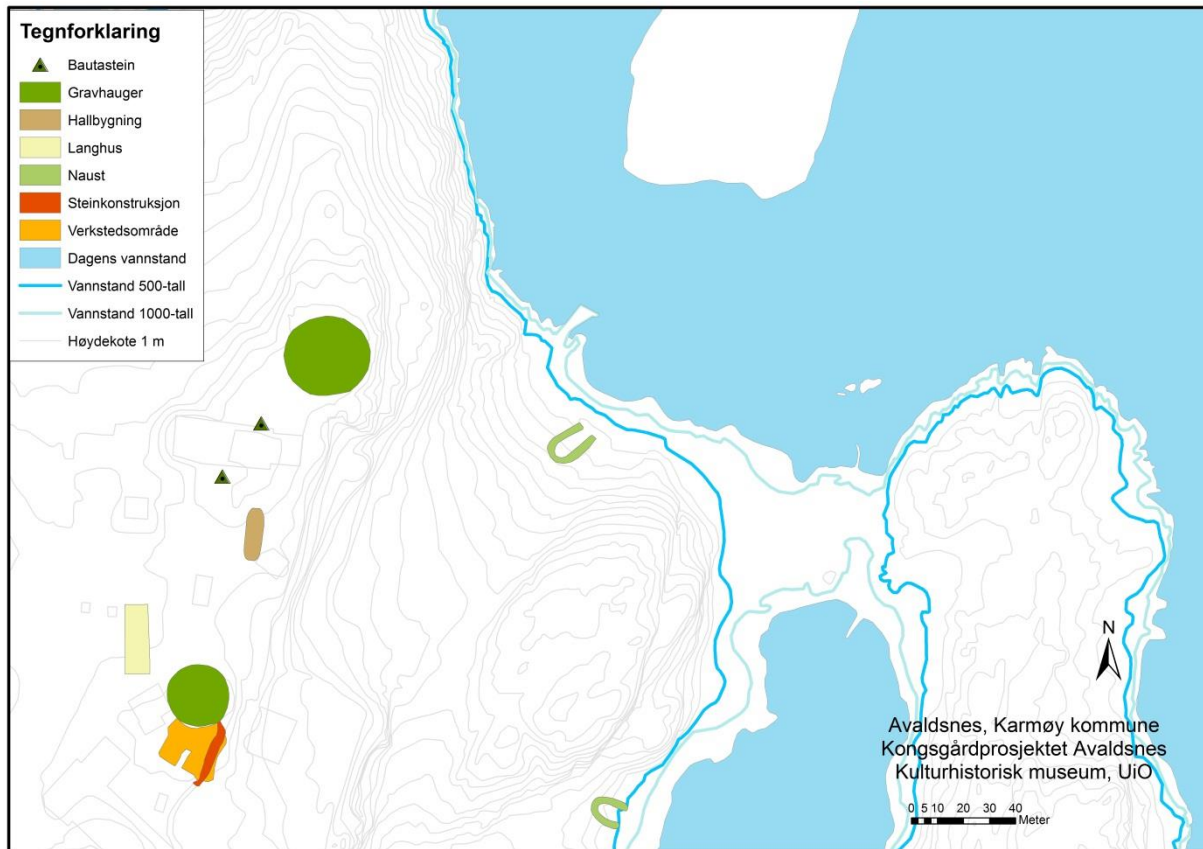 Tegnforklaring
Bautastein
Gravhauger
Hallbygning
Langhus
Naust
Steinkonstruksjon
Verkstedsområde
Dagens vannstand
Vannstand 500-tall
Vannstand 1000-tall
Høydekote 1 m
N
Avaldsnes, Karmøy kommune
Kongsgårdprosjektet Avaldsnes
Kulturhistorisk museum, UiO
0 5 10 20 30 40
Meter